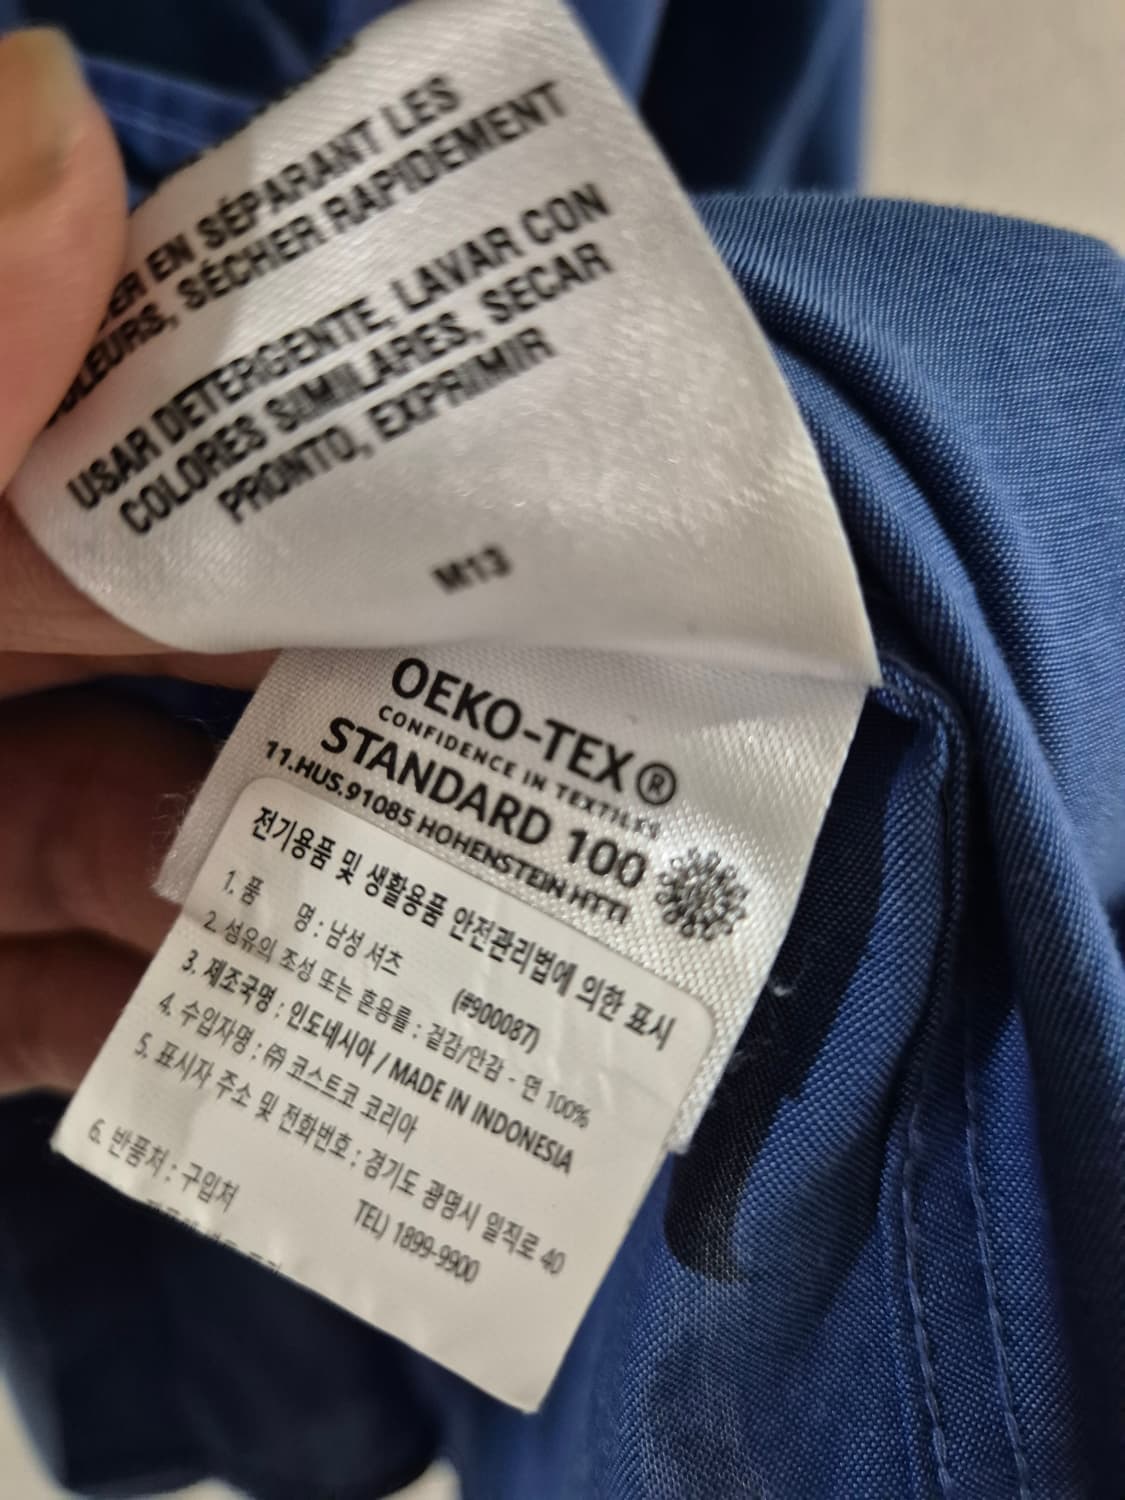 EN SÉPARANT LES
SÉCHER RAPIDEMENT
USAR DETERGENTE, LAVAR CON
COLORES SIMILARES, SECAR
PRONTO, EXPRIMIR
M13
OEKO-TEX®
CONFIDENCE IN TEXTILES
STANDARD 100
11.HUS.91085 HOHENSTEIN HTTI
전기용품 및 생활용품 안전관리법에 의한 표시
1. 품 명 : 남성 셔츠 (#900087)
2. 섬유의 조성 또는 혼용률 : 겉감/안감 - 면 100%
3. 제조국명 : 인도네시아 / MADE IN INDONESIA
4. 수입자명 : ㈜ 코스트코 코리아
5. 표시자 주소 및 전화번호 : 경기도 광명시 일직로 40
TEL) 1899-9900
6. 반품처 : 구입처